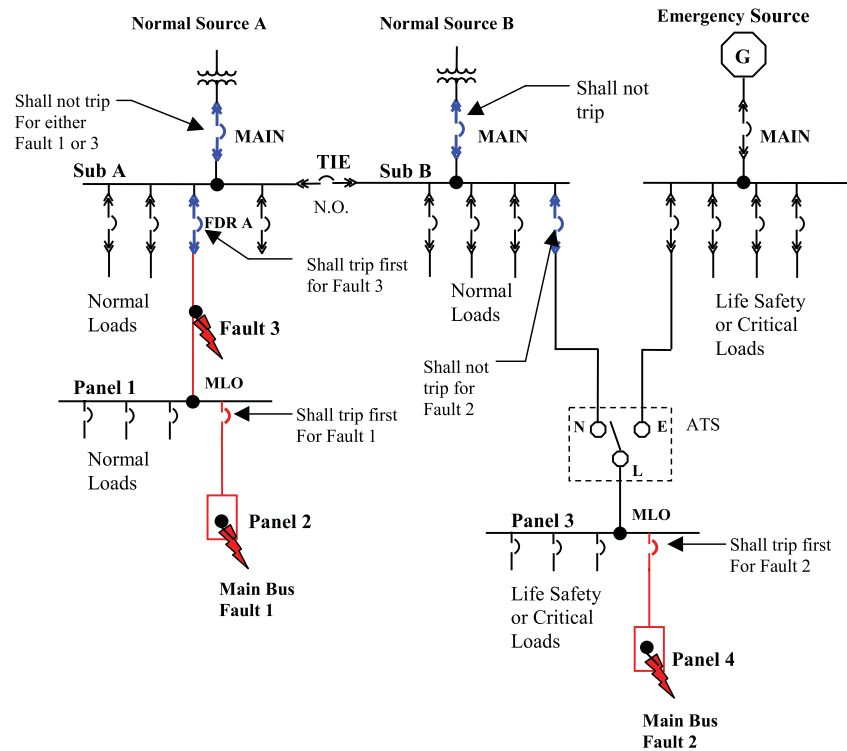 Normal Source A
Normal Source B
Emergency Source
G
Shall not trip
For either
Fault 1 or 3
MAIN
Shall not
trip
MAIN
MAIN
Sub A
TIE
N.O.
Sub B
FDR A
Shall trip first
for Fault 3
Normal
Loads
Normal
Loads
Life Safety
or Critical
Loads
Fault 3
Shall not
trip for
Fault 2
Panel 1
MLO
Shall trip first
For Fault 1
Normal
Loads
N
E
ATS
L
Panel 2
Main Bus
Fault 1
Panel 3
MLO
Shall trip first
For Fault 2
Life Safety
or Critical
Loads
Panel 4
Main Bus
Fault 2